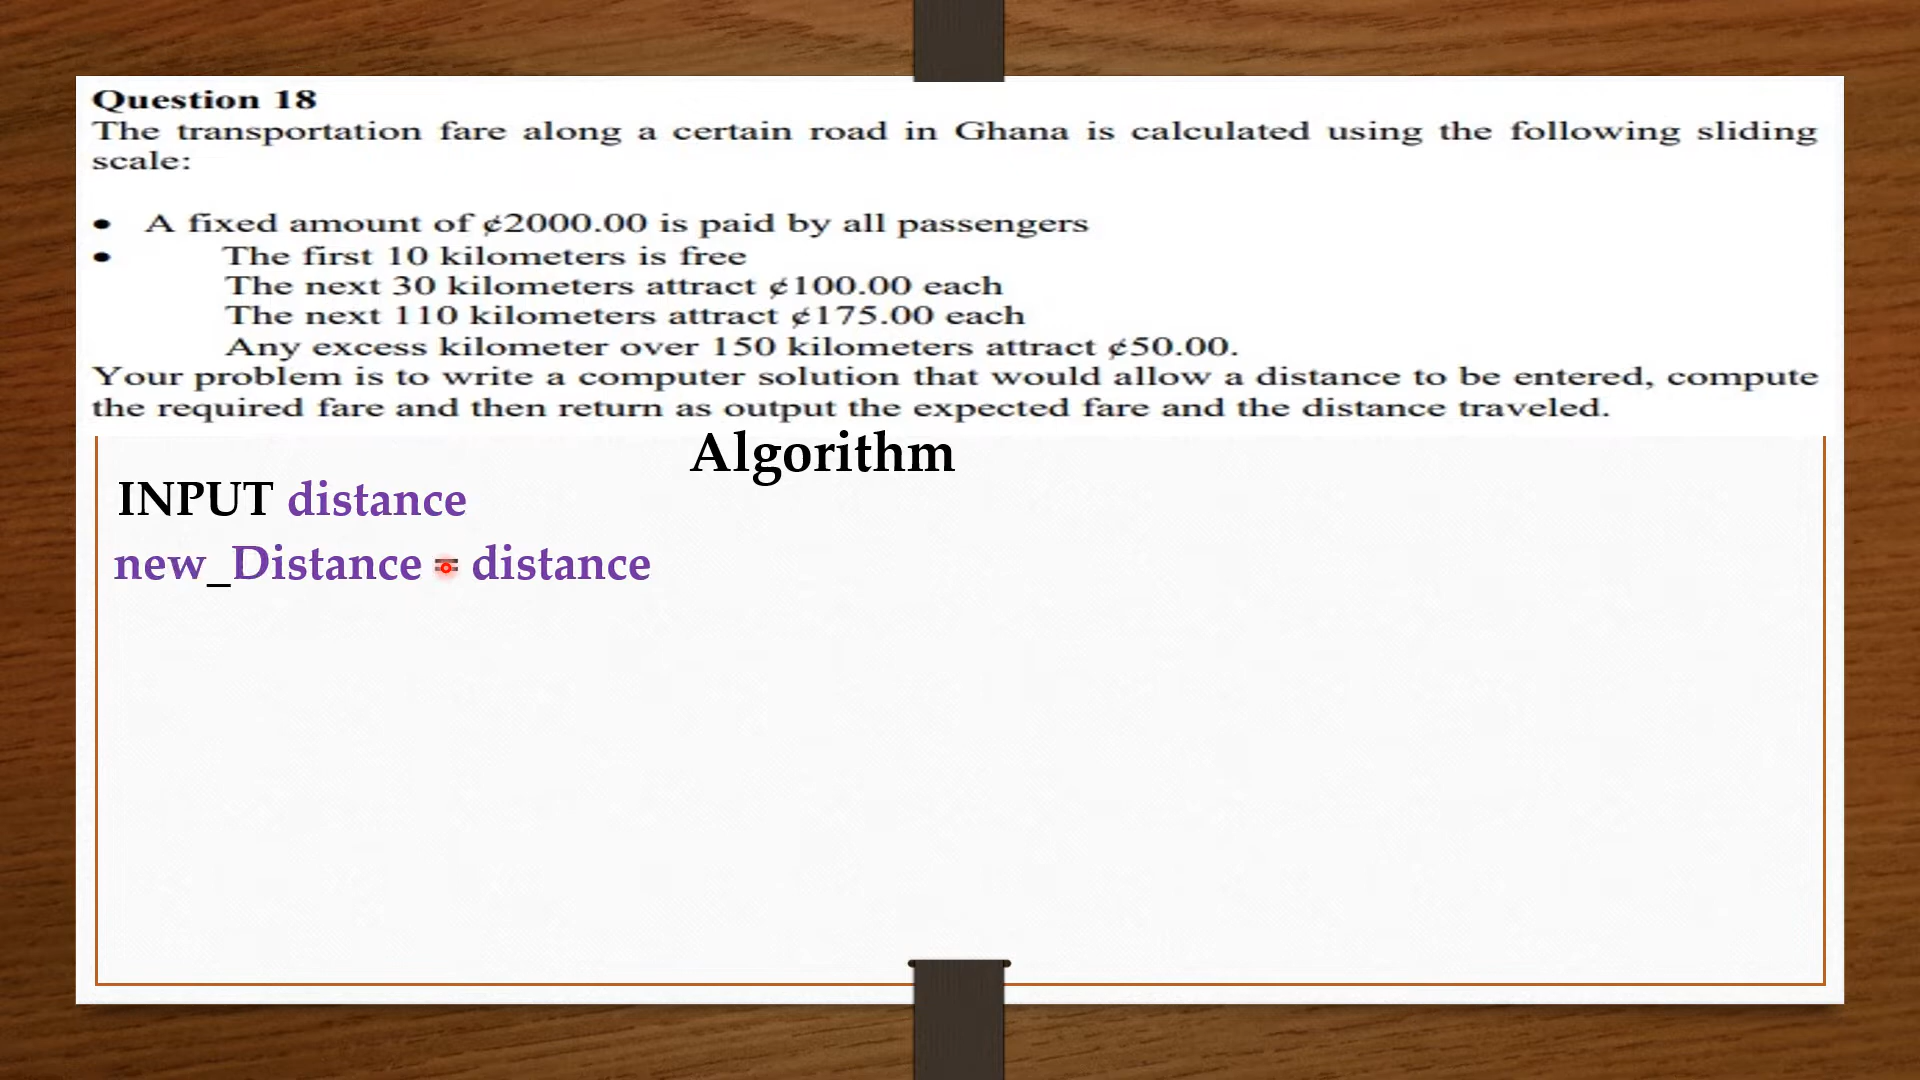 Question 18
The transportation fare along a certain road in Ghana is calculated using the following sliding
scale:
• A fixed amount of ¢2000.00 is paid by all passengers
• The first 10 kilometers is free
The next 30 kilometers attract ¢100.00 each
The next 110 kilometers attract ¢175.00 each
Any excess kilometer over 150 kilometers attract ¢50.00.
Your problem is to write a computer solution that would allow a distance to be entered, compute
the required fare and then return as output the expected fare and the distance traveled.
Algorithm
INPUT distance
new_Distance = distance